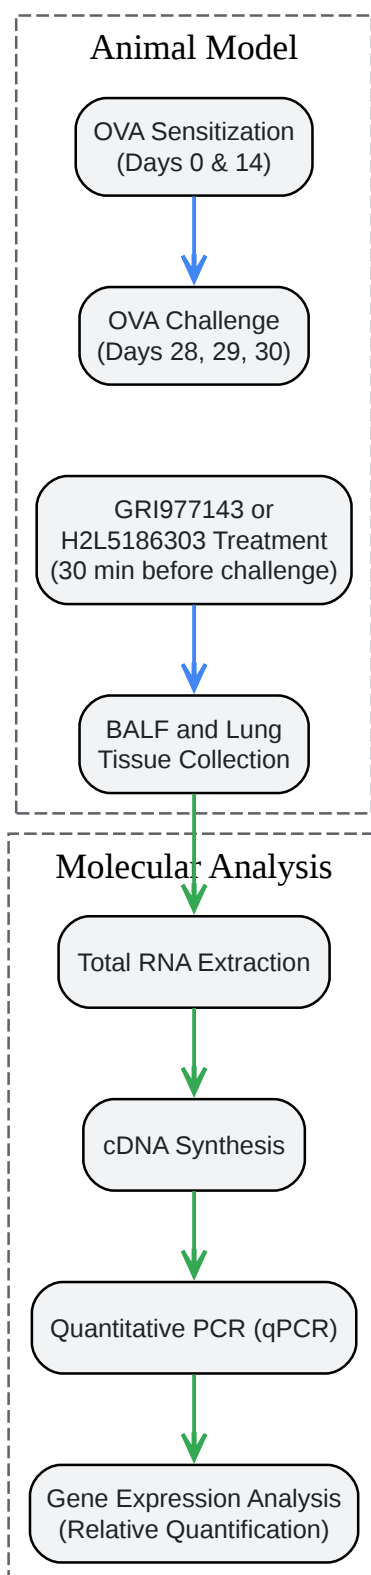 Animal Model
OVA Sensitization
(Days 0 & 14)
OVA Challenge
(Days 28, 29, 30)
GRI977143 or
H2L5186303 Treatment
(30 min before challenge)
BALF and Lung
Tissue Collection
Molecular Analysis
Total RNA Extraction
cDNA Synthesis
Quantitative PCR (qPCR)
Gene Expression Analysis
(Relative Quantification)